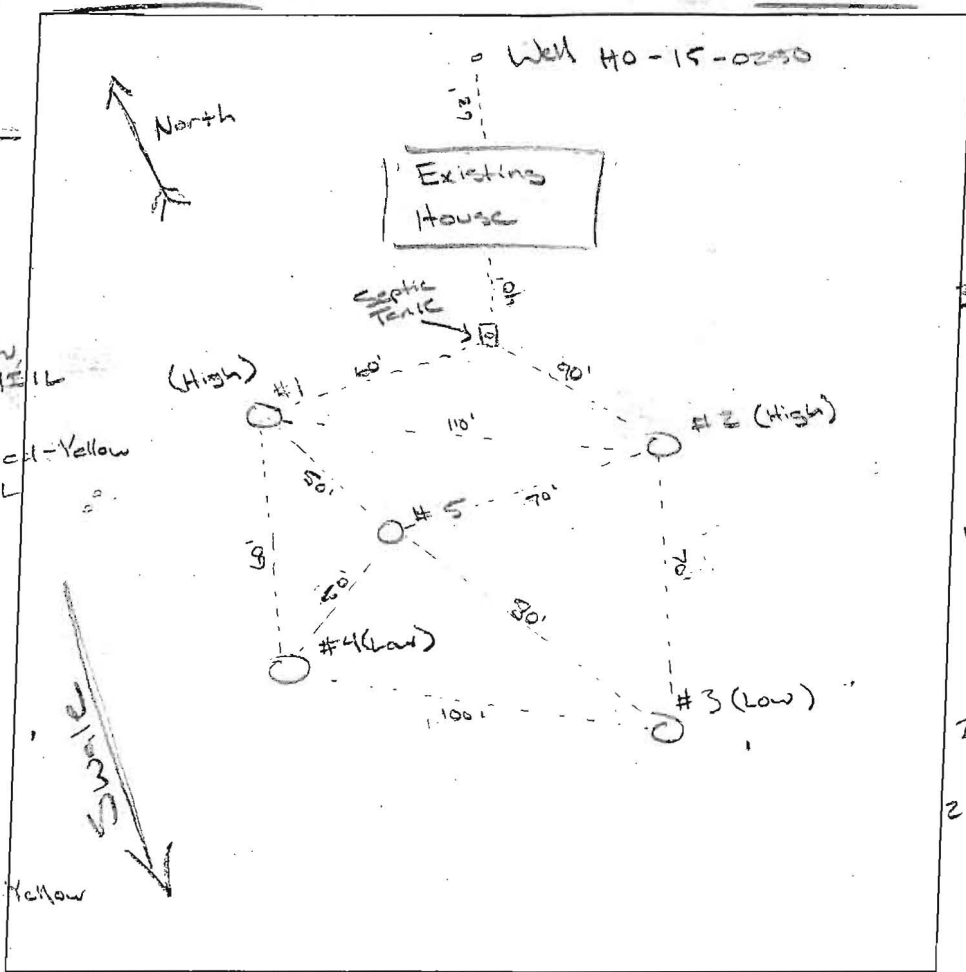 Well HO-15-0250
North
Existing
House
Septic
Tank
(High)
#1
60'
90'
#2 (High)
110'
Yellow
50'
#5
70'
80'
#4 (Low)
100'
#3 (Low)
Swale
Yellow